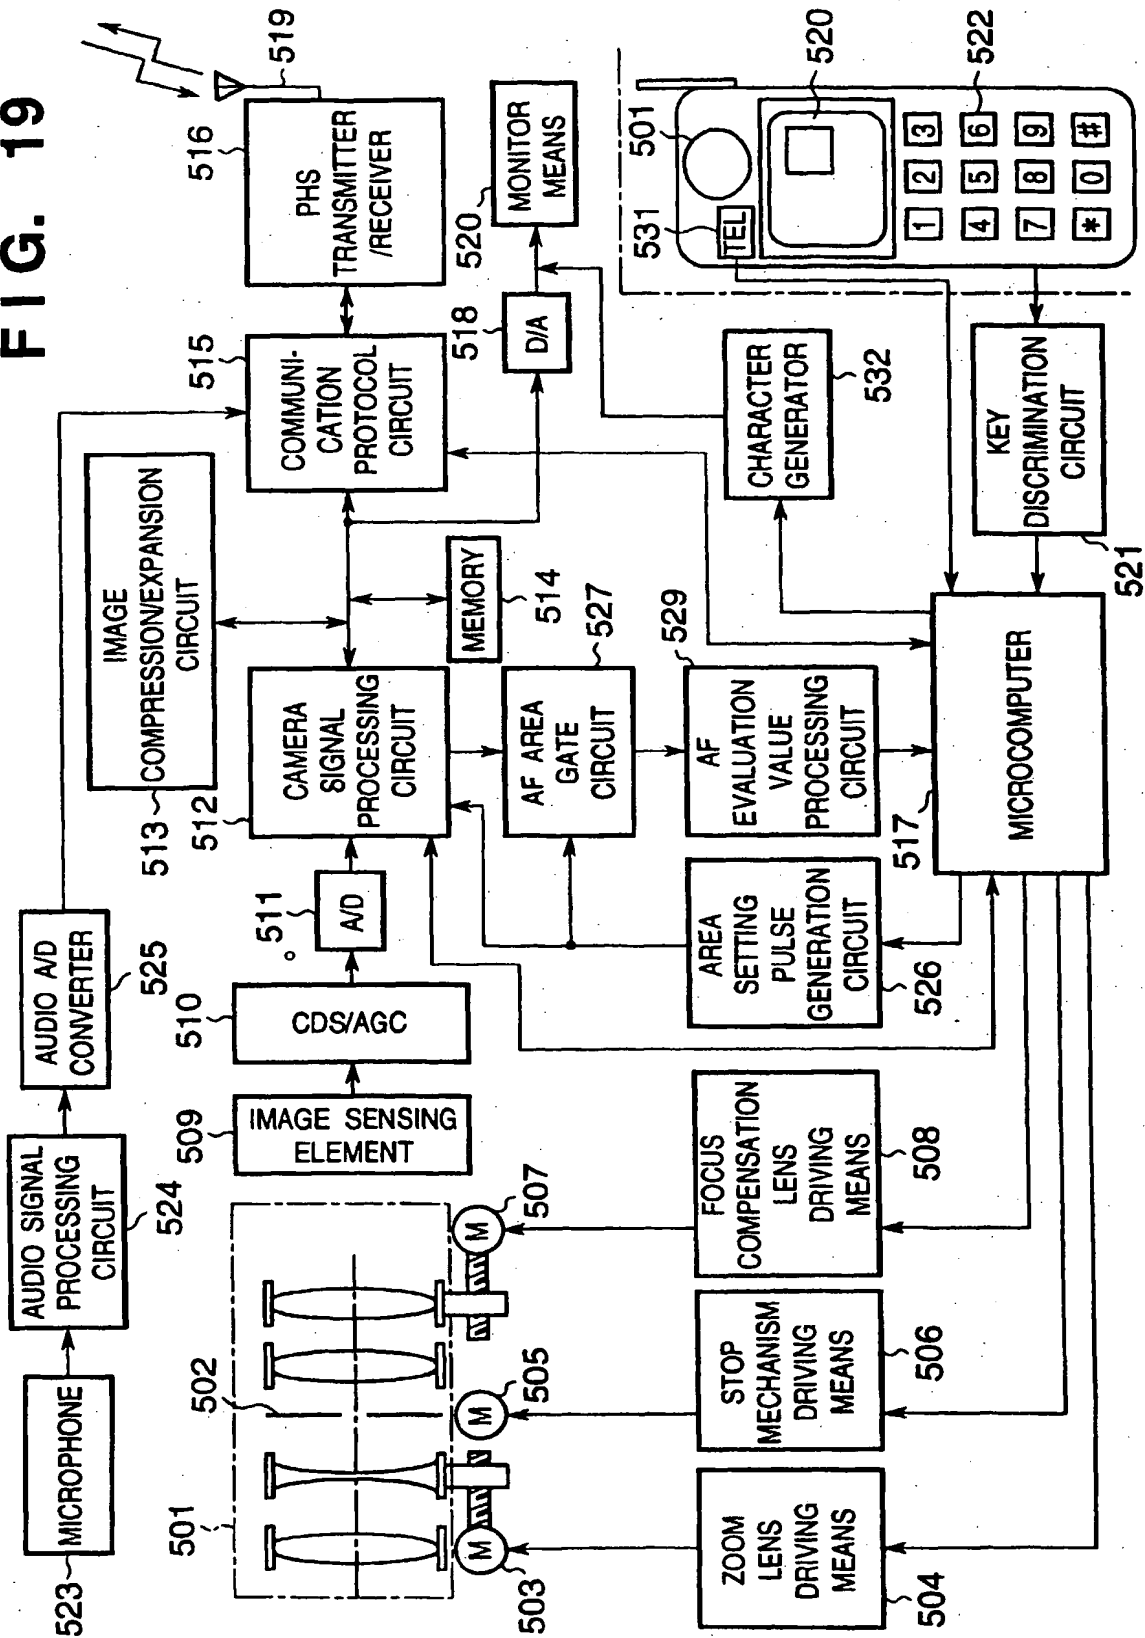 FIG. 19
523
MICROPHONE
AUDIO SIGNAL
PROCESSING
CIRCUIT
524
AUDIO A/D
CONVERTER
525
513
IMAGE
COMPRESSION/EXPANSION
CIRCUIT
515
COMMUNI-
CATION
PROTOCOL
CIRCUIT
516
PHS
TRANSMITTER
/RECEIVER
519
501
502
509
IMAGE SENSING
ELEMENT
510
CDS/AGC
511
A/D
512
CAMERA
SIGNAL
PROCESSING
CIRCUIT
MEMORY
514
518
D/A
520
MONITOR
MEANS
M
503
M
505
M
507
AF AREA
GATE
CIRCUIT
527
531
501
TEL
520
1
2
3
4
5
6
7
8
9
*
0
#
522
ZOOM
LENS
DRIVING
MEANS
504
STOP
MECHANISM
DRIVING
MEANS
506
FOCUS
COMPENSATION
LENS
DRIVING
MEANS
508
AREA
SETTING
PULSE
GENERATION
CIRCUIT
526
529
AF
EVALUATION
VALUE
PROCESSING
CIRCUIT
CHARACTER
GENERATOR
532
517
MICROCOMPUTER
KEY
DISCRIMINATION
CIRCUIT
521